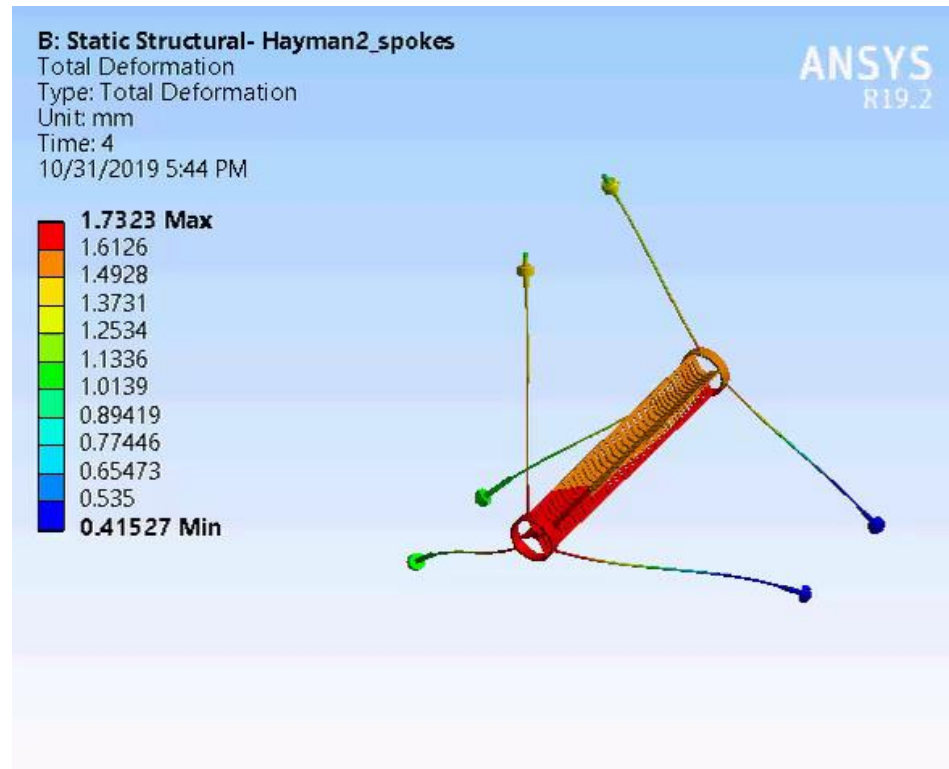 B: Static Structural- Hayman2_spokes
Total Deformation
Type: Total Deformation
Unit: mm
Time: 4
10/31/2019 5:44 PM
ANSYS
R19.2
1.7323 Max
1.6126
1.4928
1.3731
1.2534
1.1336
1.0139
0.89419
0.77446
0.65473
0.535
0.41527 Min